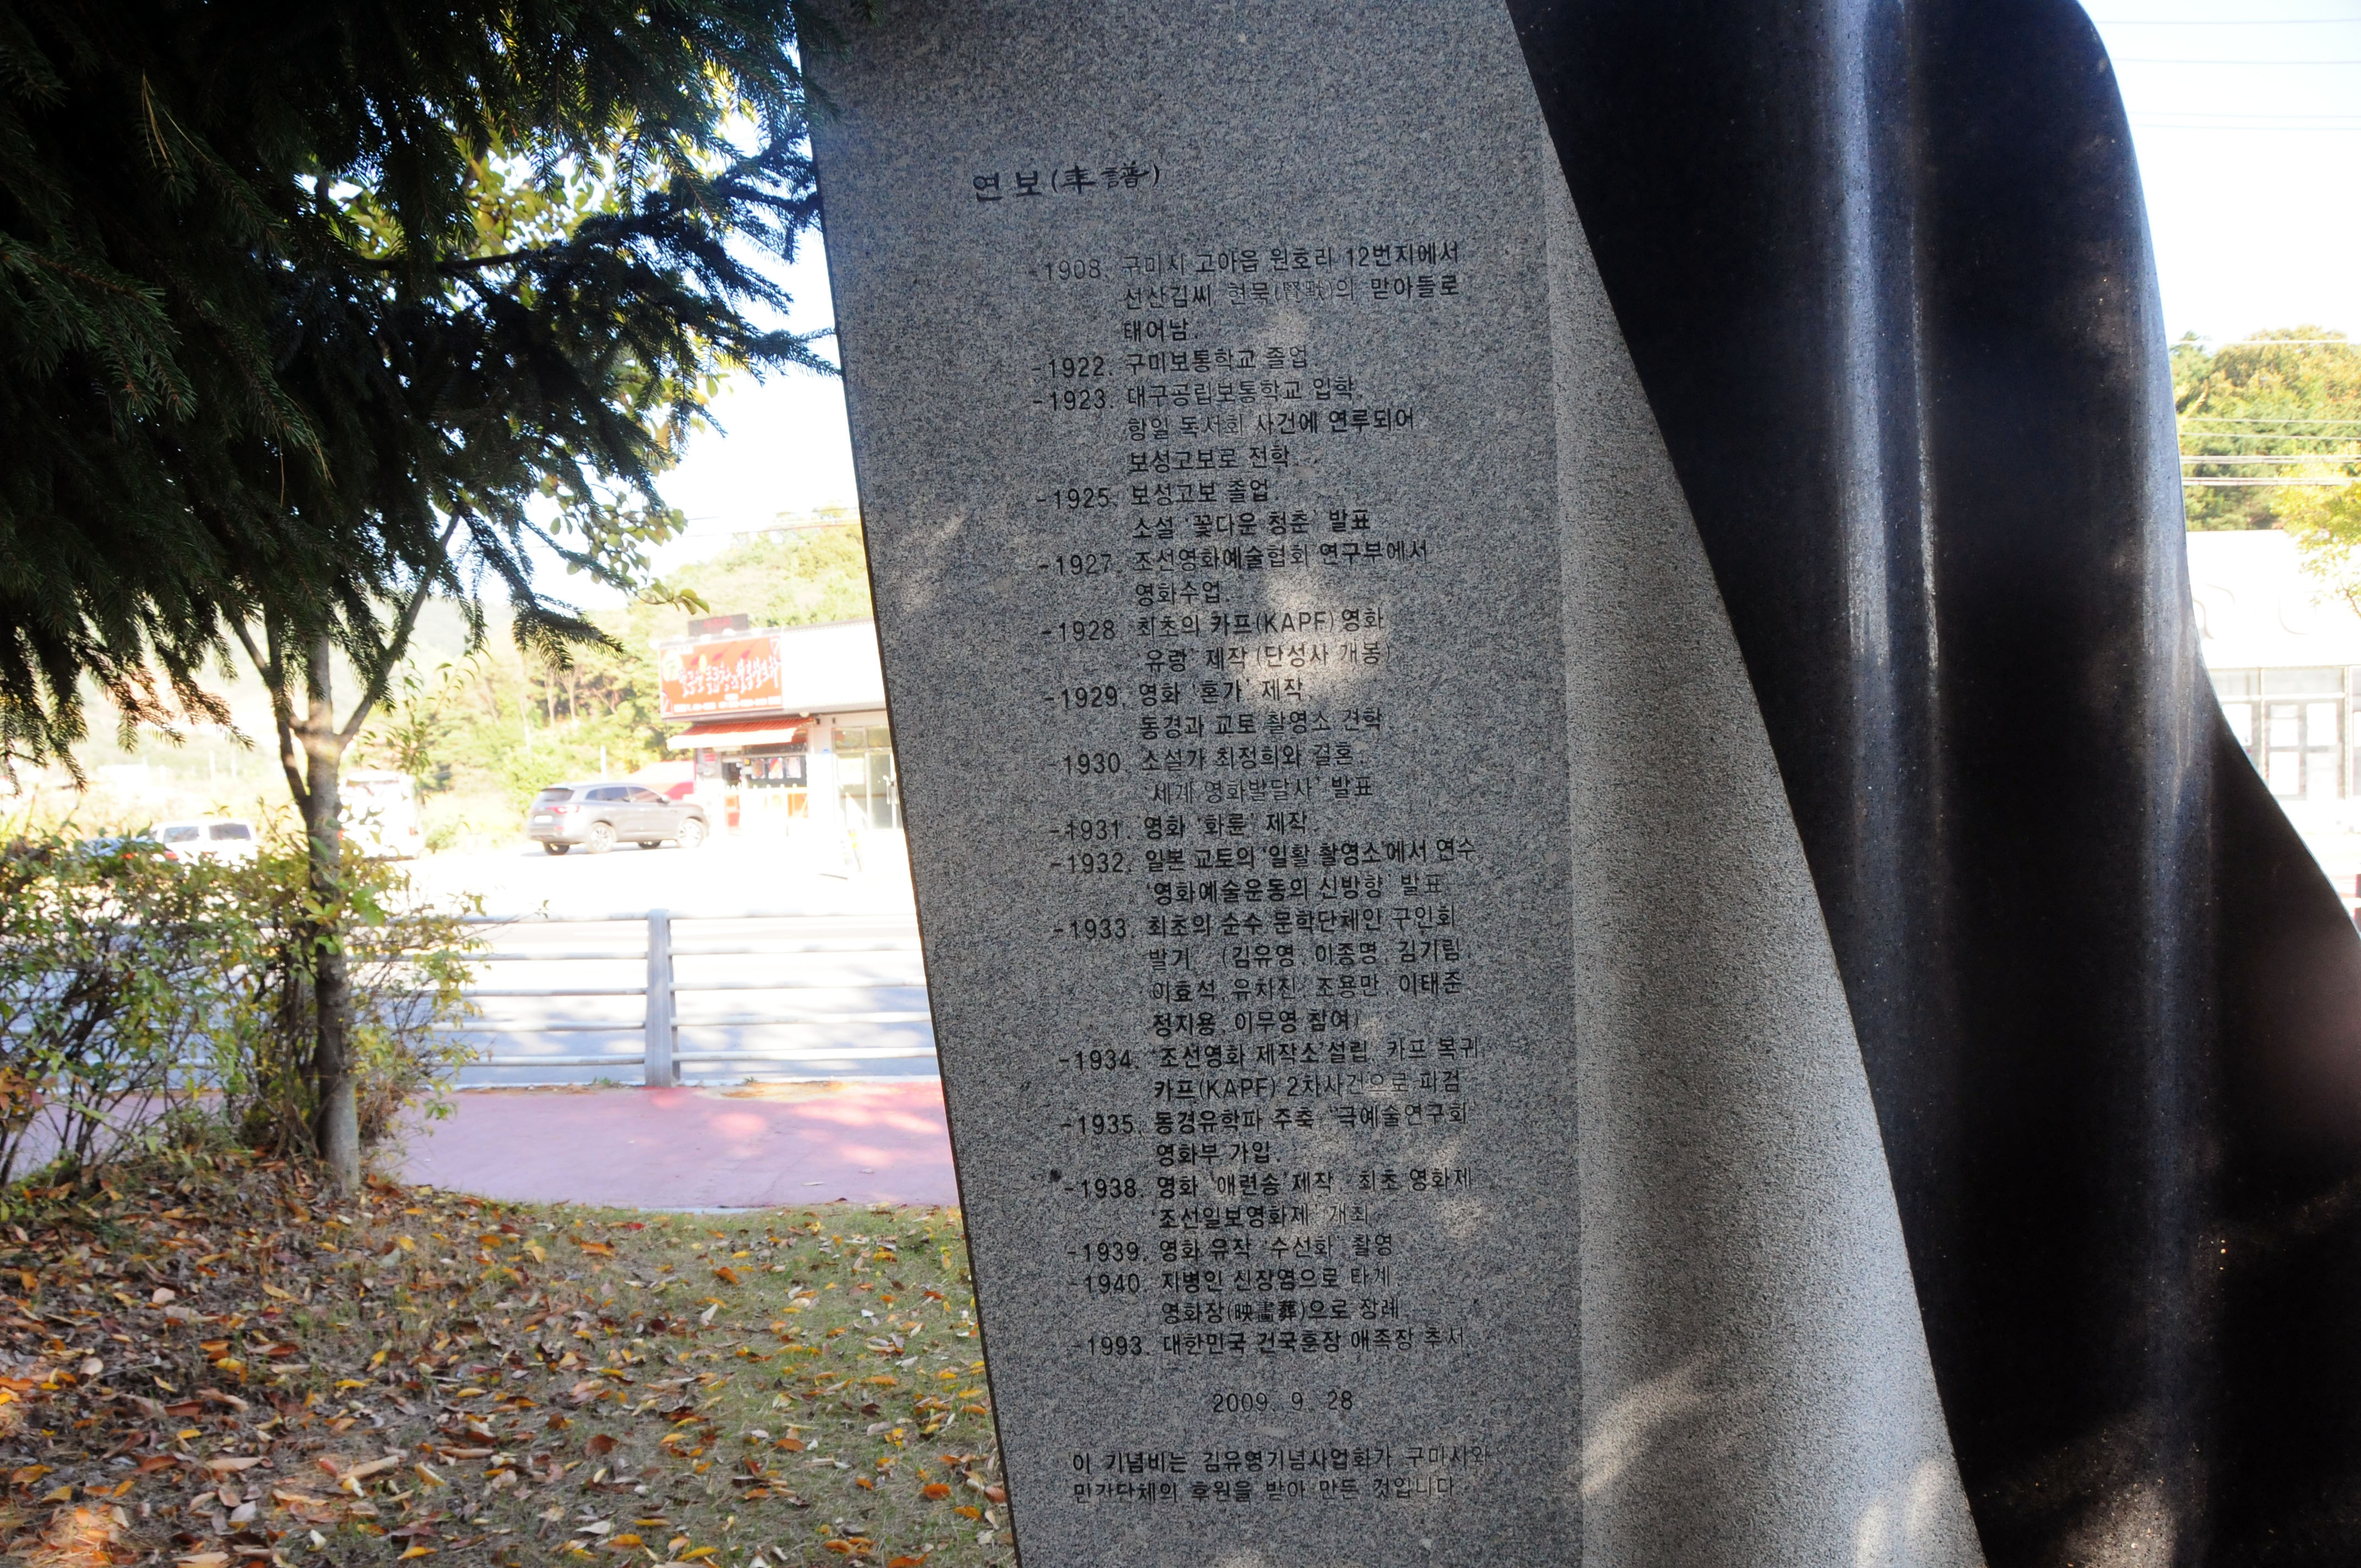 연보(年譜)
-1908. 구미시 고아읍 원호리 12번지에서
선산김씨 현묵(賢默)의 맏아들로
태어남.
-1922. 구미보통학교 졸업.
-1923. 대구공립보통학교 입학.
항일 독서회 사건에 연루되어
보성고보로 전학
-1925. 보성고보 졸업.
소설 '꽃다운 청춘' 발표
-1927. 조선영화예술협회 연구부에서
영화수업.
-1928 최초의 카프(KAPF) 영화
'유랑' 제작 (단성사 개봉)
-1929. 영화 '혼가' 제작
동경과 교토 촬영소 견학.
-1930 소설가 최정희와 결혼.
'세계 영화발달사' 발표
-1931. 영화 '화륜' 제작.
-1932. 일본 교토의 '일활 촬영소'에서 연수.
'영화예술운동의 신방향' 발표
-1933. 최초의 순수 문학단체인 구인회
발기 (김유영, 이종명, 김기림,
이효석, 유치진, 조용만, 이태준,
정지용, 이무영 참여)
-1934. '조선영화 제작소'설립, 카프 복귀,
카프(KAPF) 2차사건으로 피검
-1935. 동경유학파 주축 '극예술연구회'
영화부 가입.
-1938. 영화 '애련송' 제작, 최초 영화제
'조선일보영화제' 개최.
-1939. 영화 유작 '수선화' 촬영
-1940. 지병인 신장염으로 타계
영화장(映畵葬)으로 장례.
-1993. 대한민국 건국훈장 애족장 추서.
2009. 9. 28
이 기념비는 김유영기념사업회가 구미시와
민간단체의 후원을 받아 만든 것입니다.